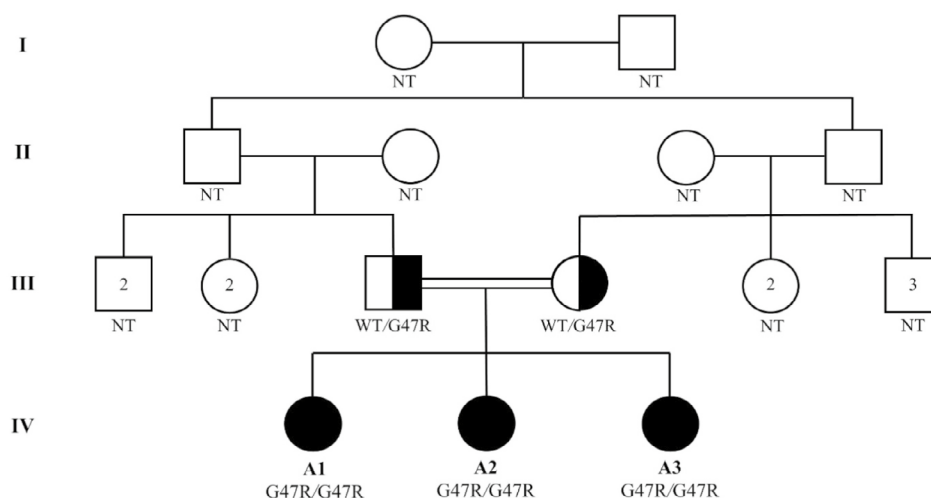 I
NT NT
II
NT NT NT NT
III
2 2 2 3
NT NT WT/G47R WT/G47R NT NT
IV
A1 A2 A3
G47R/G47R G47R/G47R G47R/G47R